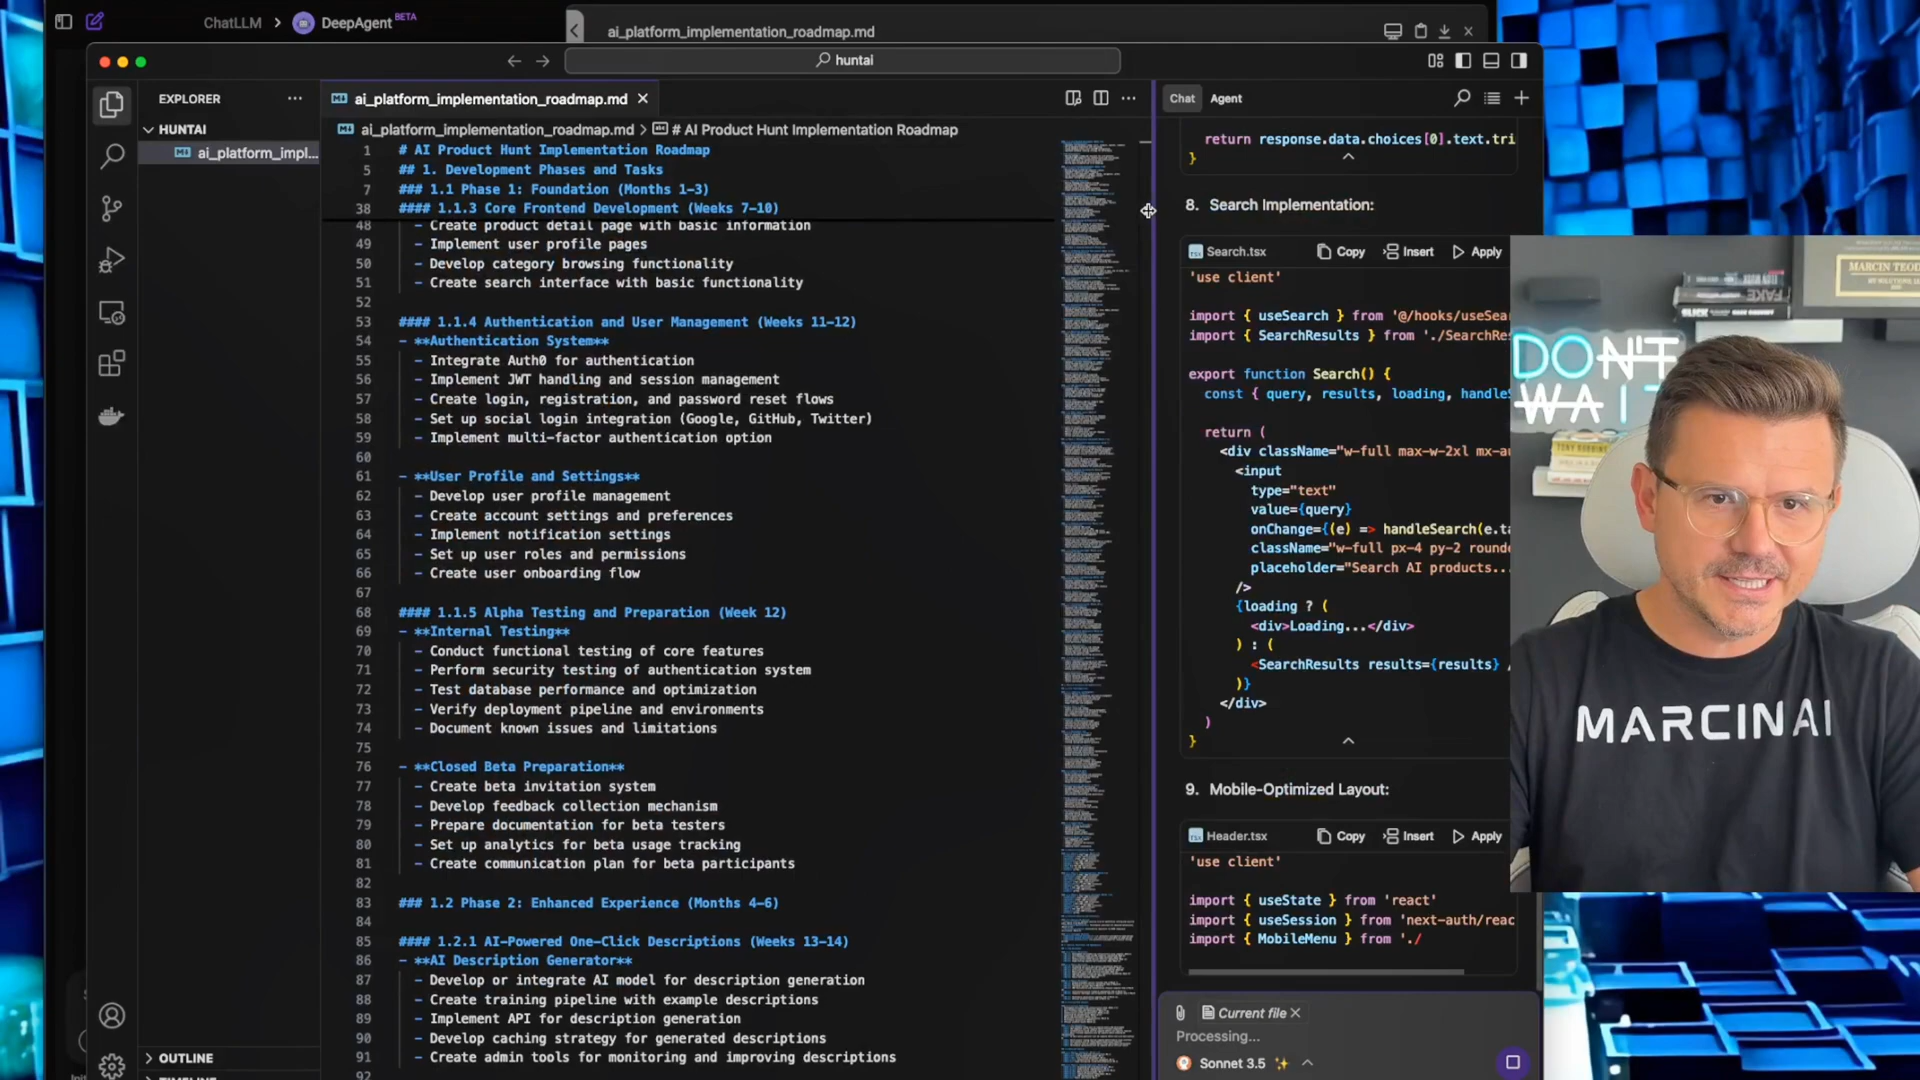 ChatLLM > DeepAgent BETA
ai_platform_implementation_roadmap.md
huntai
EXPLORER
HUNTAI
ai_platform_impl...
OUTLINE
ai_platform_implementation_roadmap.md
ai_platform_implementation_roadmap.md > # AI Product Hunt Implementation Roadmap
1 # AI Product Hunt Implementation Roadmap
5 ## 1. Development Phases and Tasks
7 ### 1.1 Phase 1: Foundation (Months 1-3)
38 #### 1.1.3 Core Frontend Development (Weeks 7-10)
48 - Create product detail page with basic information
49 - Implement user profile pages
50 - Develop category browsing functionality
51 - Create search interface with basic functionality
52
53 #### 1.1.4 Authentication and User Management (Weeks 11-12)
54 - **Authentication System**
55 - Integrate Auth0 for authentication
56 - Implement JWT handling and session management
57 - Create login, registration, and password reset flows
58 - Set up social login integration (Google, GitHub, Twitter)
59 - Implement multi-factor authentication option
60
61 - **User Profile and Settings**
62 - Develop user profile management
63 - Create account settings and preferences
64 - Implement notification settings
65 - Set up user roles and permissions
66 - Create user onboarding flow
67
68 #### 1.1.5 Alpha Testing and Preparation (Week 12)
69 - **Internal Testing**
70 - Conduct functional testing of core features
71 - Perform security testing of authentication system
72 - Test database performance and optimization
73 - Verify deployment pipeline and environments
74 - Document known issues and limitations
75
76 - **Closed Beta Preparation**
77 - Create beta invitation system
78 - Develop feedback collection mechanism
79 - Prepare documentation for beta testers
80 - Set up analytics for beta usage tracking
81 - Create communication plan for beta participants
82
83 ### 1.2 Phase 2: Enhanced Experience (Months 4-6)
84
85 #### 1.2.1 AI-Powered One-Click Descriptions (Weeks 13-14)
86 - **AI Description Generator**
87 - Develop or integrate AI model for description generation
88 - Create training pipeline with example descriptions
89 - Implement API for description generation
90 - Develop caching strategy for generated descriptions
91 - Create admin tools for monitoring and improving descriptions
92
Chat Agent
return response.data.choices[0].text.tri
}
8. Search Implementation:
Search.tsx Copy Insert Apply
'use client'
import { useSearch } from '@/hooks/useSear
import { SearchResults } from './SearchRes
export function Search() {
const { query, results, loading, handleS
return (
<div className="w-full max-w-2xl mx-au
<input
type="text"
value={query}
onChange={(e) => handleSearch(e.ta
className="w-full px-4 py-2 rounde
placeholder="Search AI products...
/>
{loading ? (
<div>Loading...</div>
) : (
<SearchResults results={results} /
)}
</div>
)
}
9. Mobile-Optimized Layout:
Header.tsx Copy Insert Apply
'use client'
import { useState } from 'react'
import { useSession } from 'next-auth/reac
import { MobileMenu } from './
Current file
Processing...
Sonnet 3.5
DON'T
WAIT
MARCIN TEOD
FAKE
TONY ROBBINS
MARCINAI